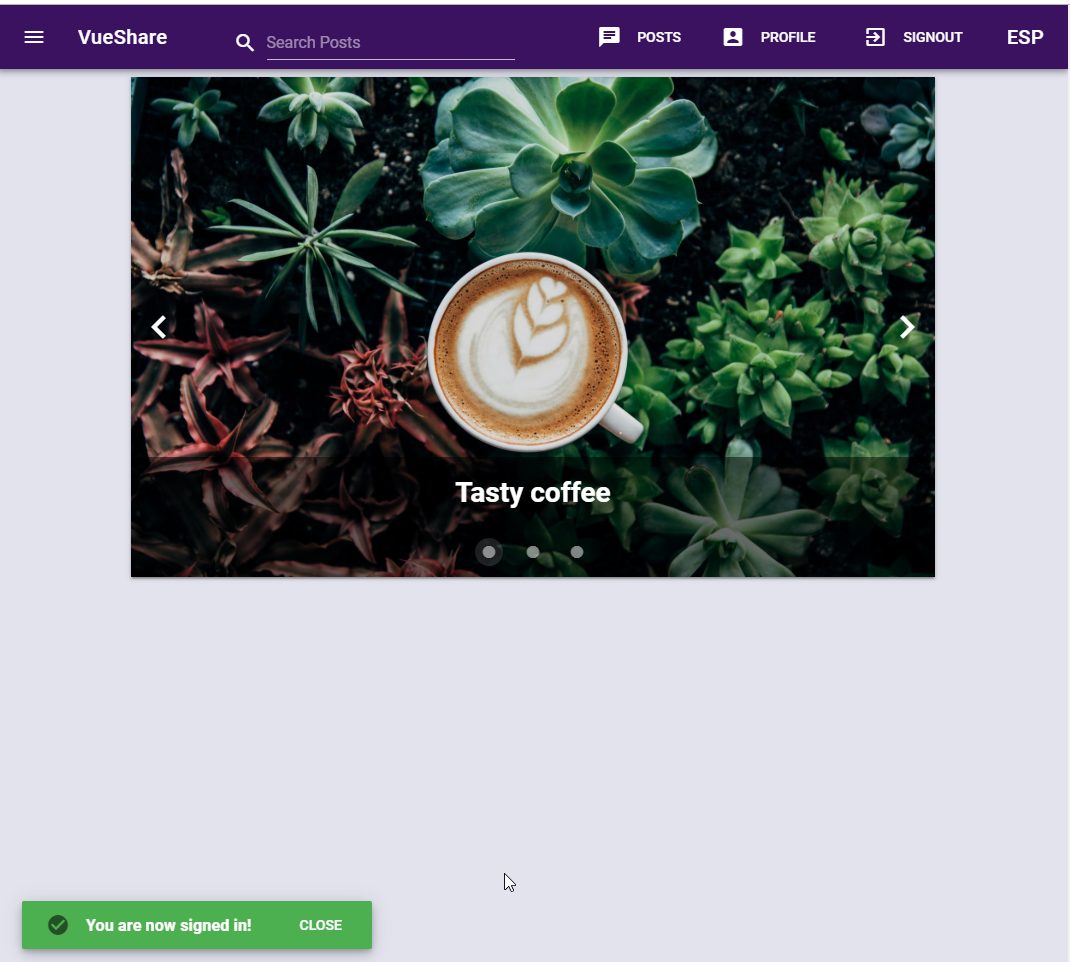 VueShare
Search Posts
POSTS
PROFILE
SIGNOUT
ESP
Tasty coffee
You are now signed in!
CLOSE